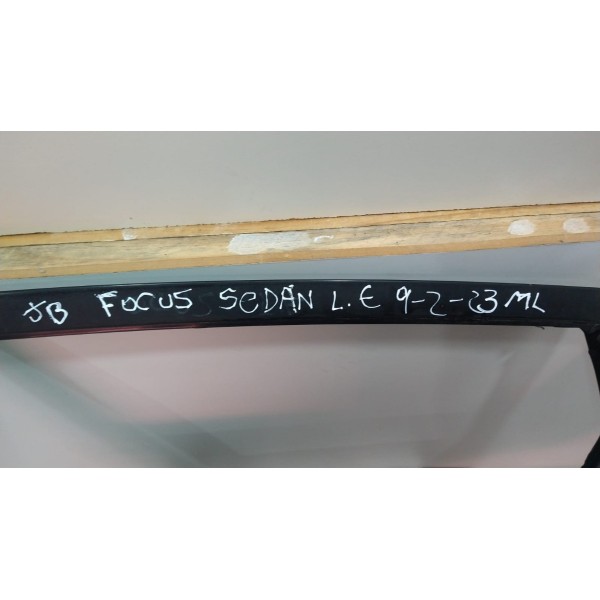 JB FOCUS SEDAN L.E 9-2-23 ML